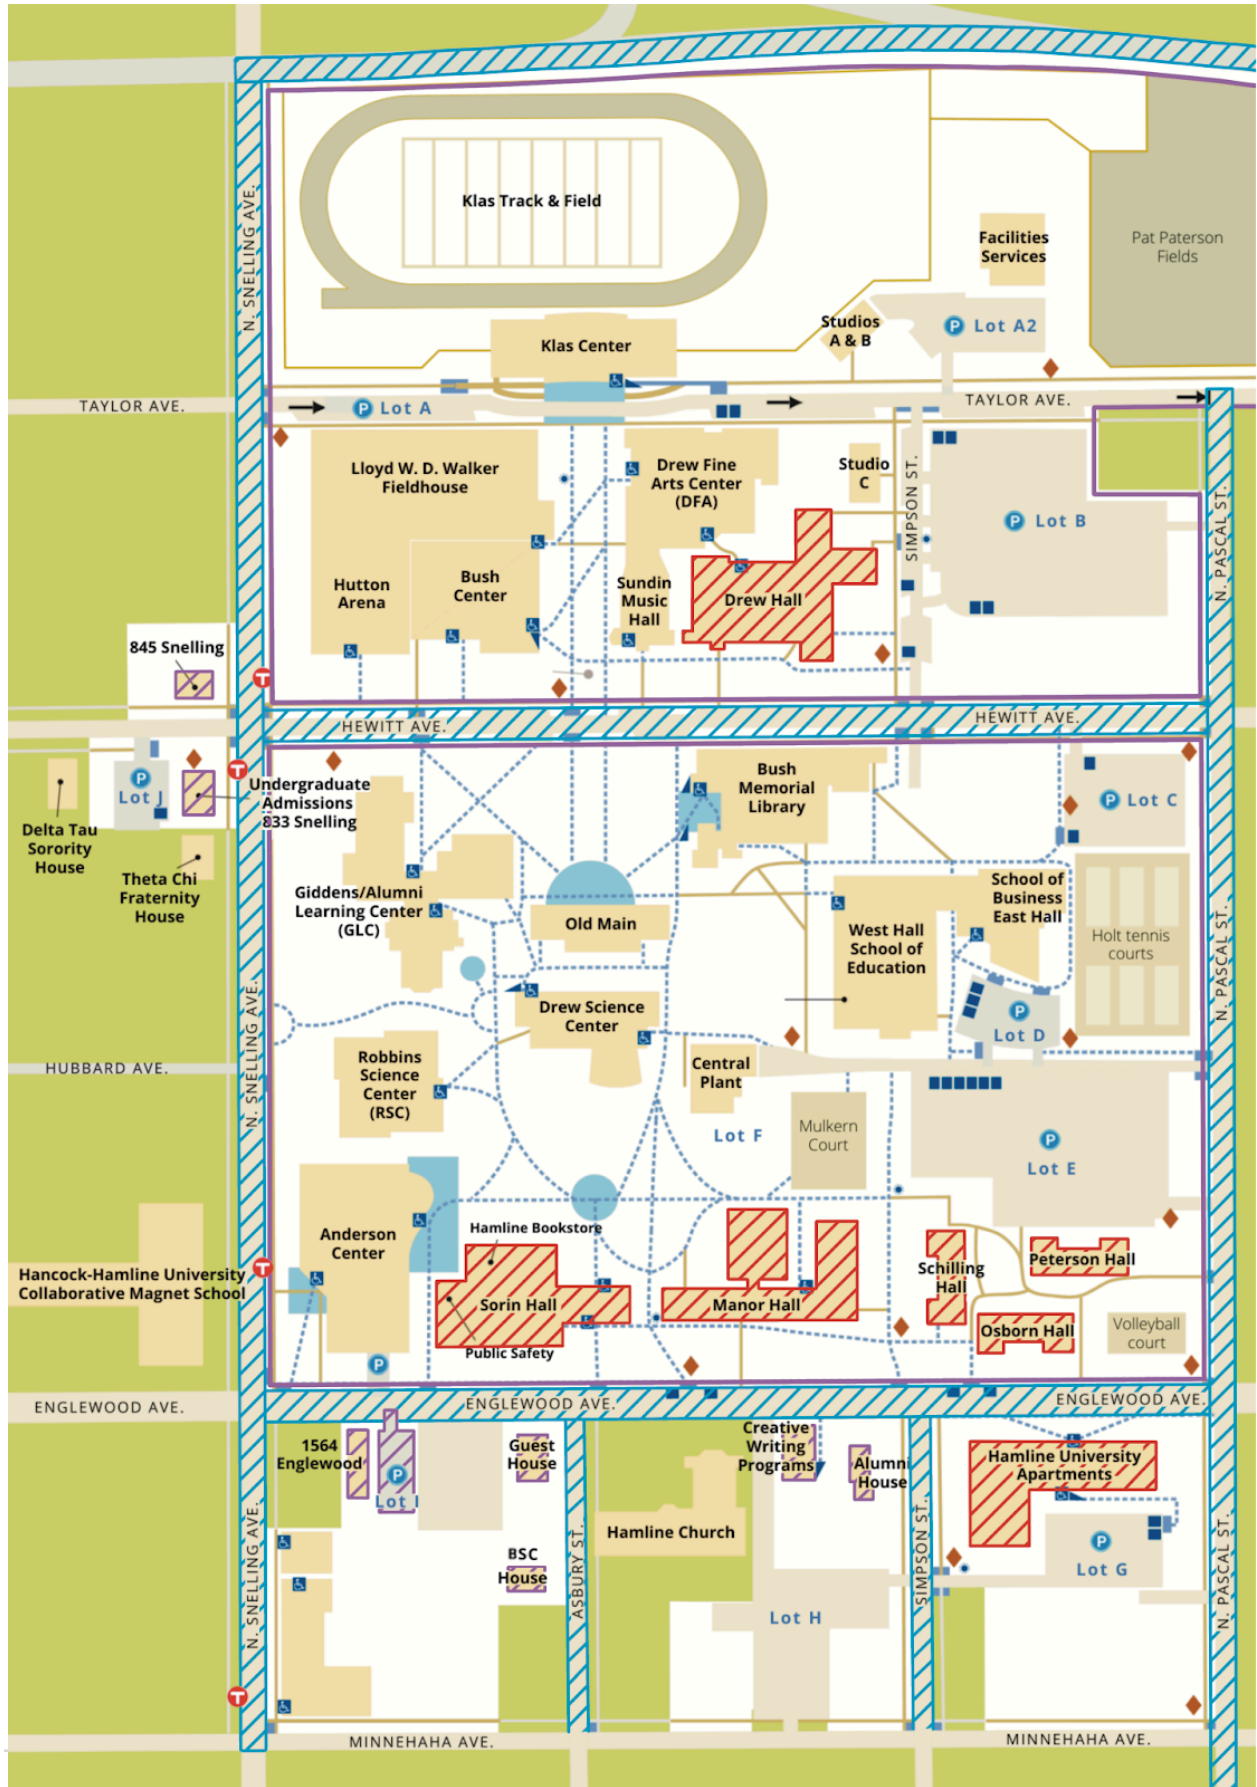 N. SNELLING AVE.
Klas Track & Field
Facilities
Services
Pat Paterson
Fields
Studios
A & B
P Lot A2
Klas Center
TAYLOR AVE.
P Lot A
TAYLOR AVE.
Lloyd W. D. Walker
Fieldhouse
Drew Fine
Arts Center
(DFA)
Studio
C
SIMPSON ST.
P Lot B
N. PASCAL ST.
Hutton
Arena
Bush
Center
Sundin
Music
Hall
Drew Hall
845 Snelling
T
HEWITT AVE.
HEWITT AVE.
T
P
Lot J
Undergraduate
Admissions
833 Snelling
Delta Tau
Sorority
House
Theta Chi
Fraternity
House
Bush
Memorial
Library
P Lot C
Giddens/Alumni
Learning Center
(GLC)
Old Main
West Hall
School of
Education
School of
Business
East Hall
Holt tennis
courts
N. PASCAL ST.
N. SNELLING AVE.
Drew Science
Center
P
Lot D
HUBBARD AVE.
Robbins
Science
Center
(RSC)
Central
Plant
Lot F
Mulkern
Court
P
Lot E
Anderson
Center
Hamline Bookstore
Sorin Hall
Public Safety
Manor Hall
Schilling
Hall
Peterson Hall
Osborn Hall
Volleyball
court
T
Hancock-Hamline University
Collaborative Magnet School
P
ENGLEWOOD AVE.
ENGLEWOOD AVE.
ENGLEWOOD AVE.
1564
Englewood
P
Lot I
Guest
House
BSC
House
ASBURY ST.
Hamline Church
Creative
Writing
Programs
Alumni
House
Lot H
SIMPSON ST.
Hamline University
Apartments
P
Lot G
N. PASCAL ST.
N. SNELLING AVE.
T
MINNEHAHA AVE.
MINNEHAHA AVE.